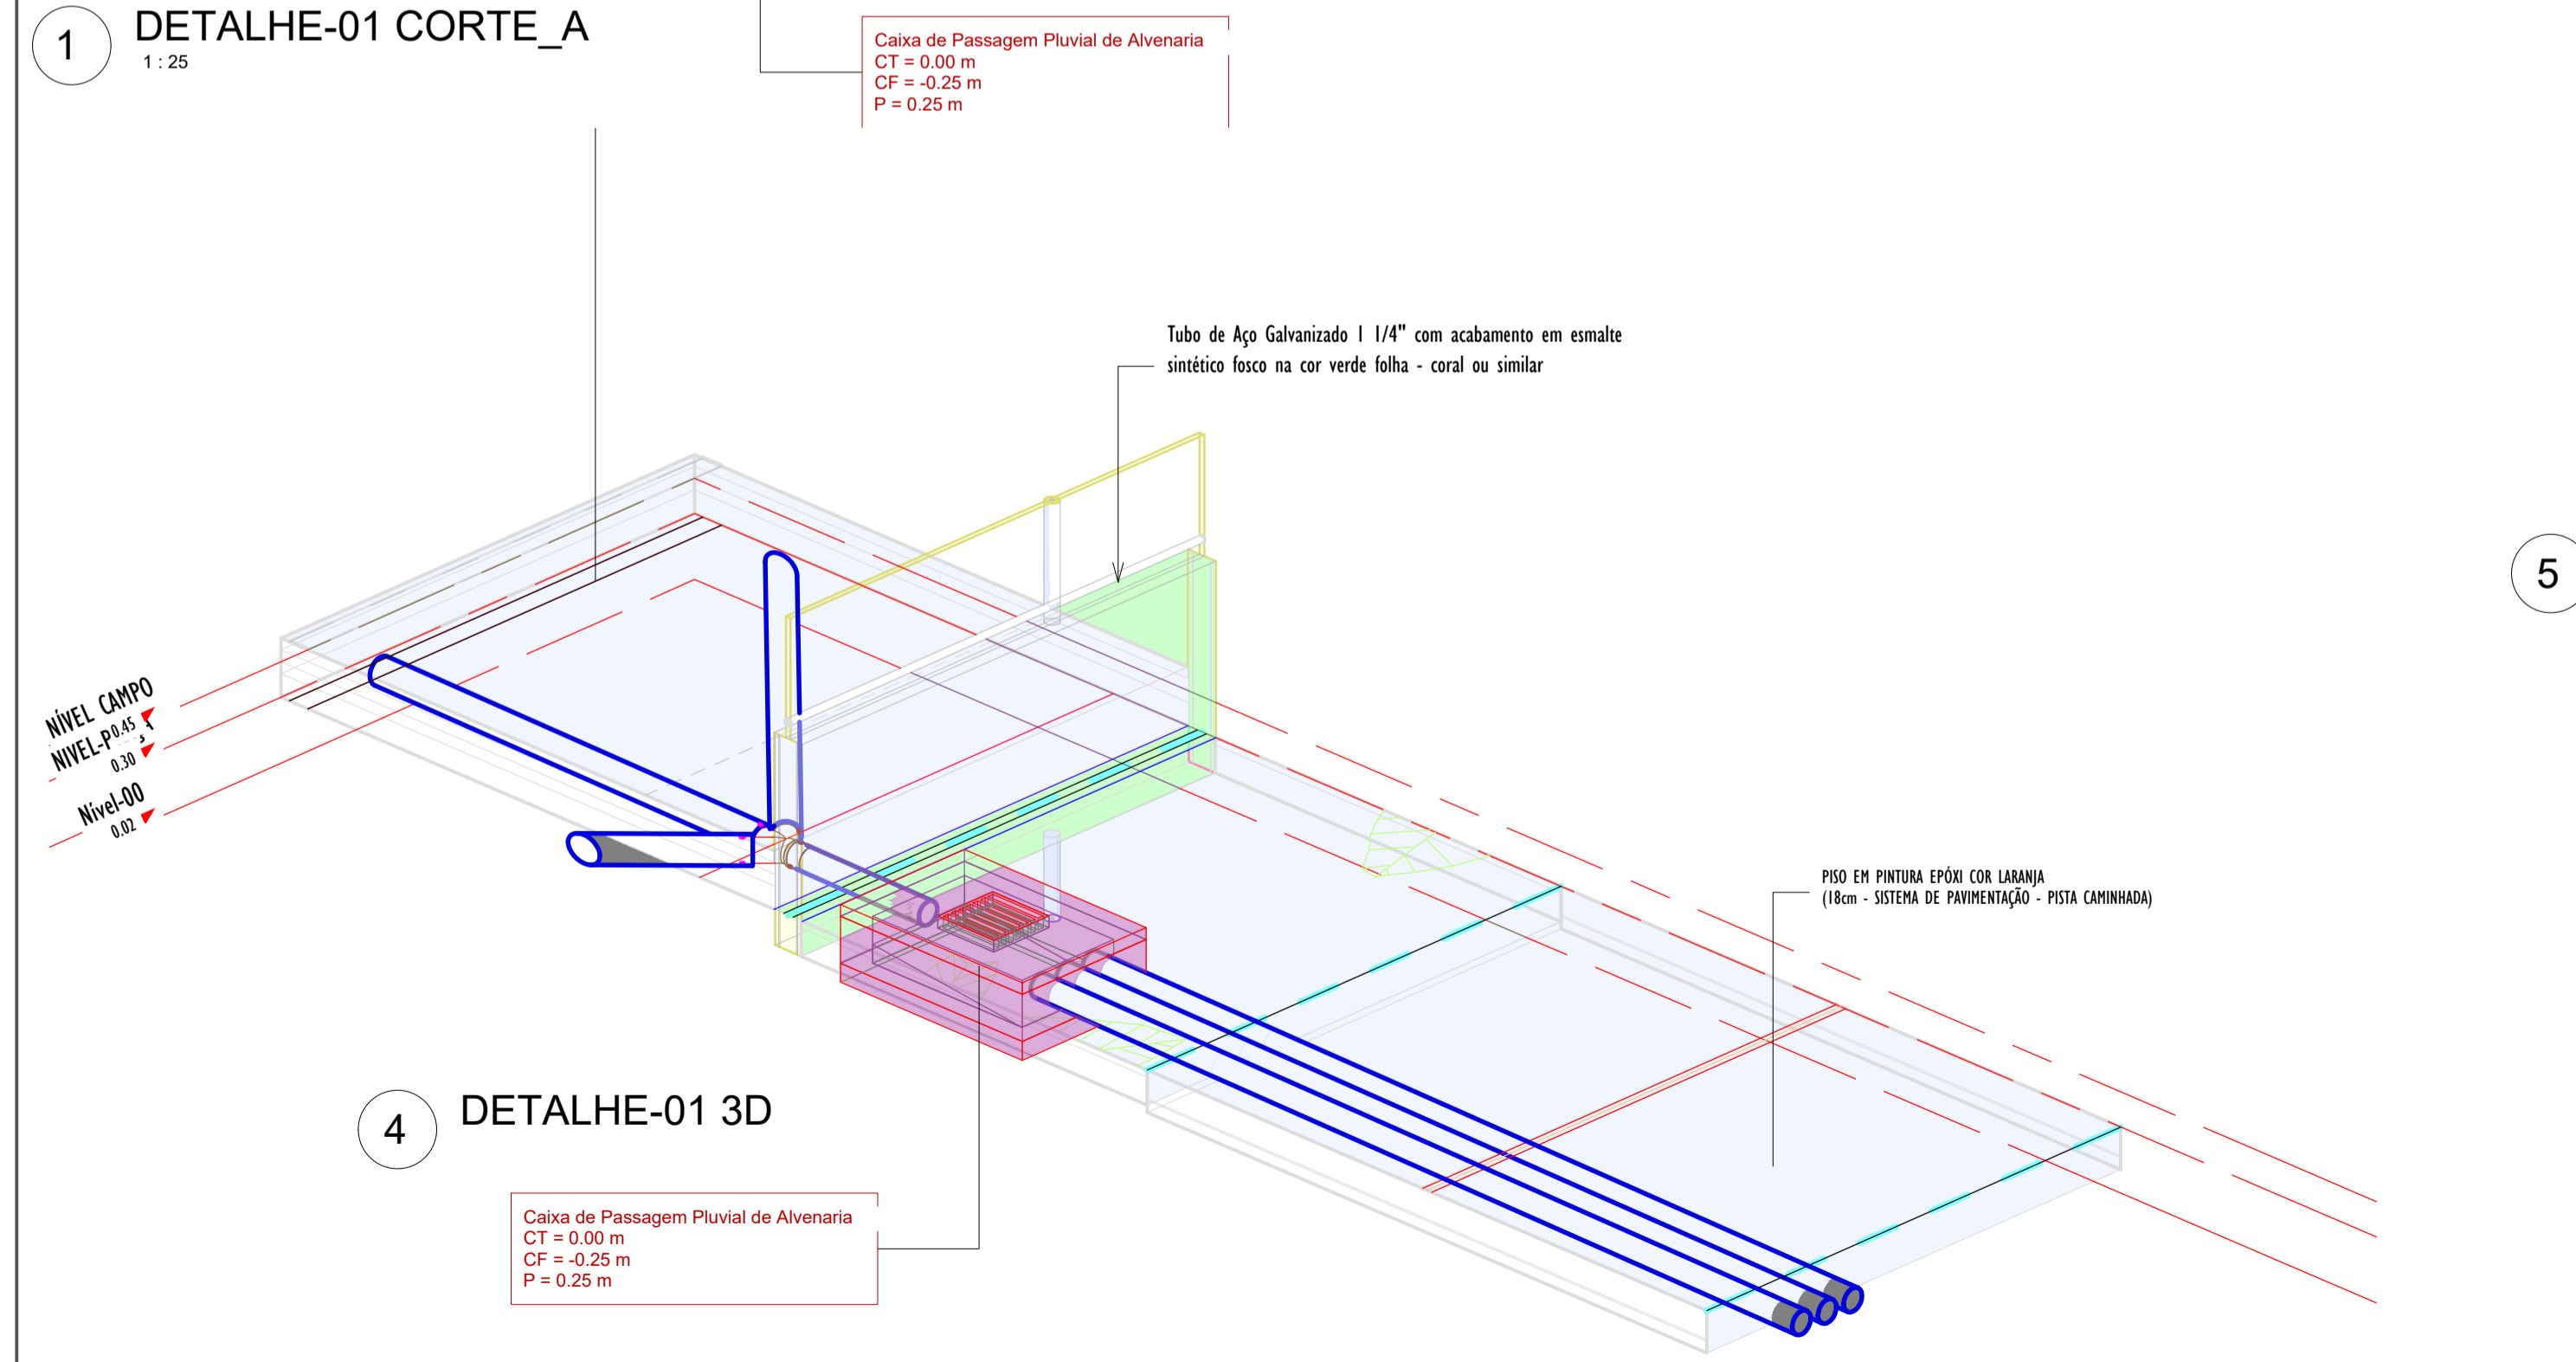 1
DETALHE-01 CORTE_A
1 : 25
Caixa de Passagem Pluvial de Alvenaria
CT = 0.00 m
CF = -0.25 m
P = 0.25 m
Tubo de Aço Galvanizado 1 1/4" com acabamento em esmalte
sintético fosco na cor verde folha - coral ou similar
5
NÍVEL CAMPO
0.45
NIVEL-P
0.30
Nível-00
0.02
PISO EM PINTURA EPÓXI COR LARANJA
(18cm - SISTEMA DE PAVIMENTAÇÃO - PISTA CAMINHADA)
4
DETALHE-01 3D
Caixa de Passagem Pluvial de Alvenaria
CT = 0.00 m
CF = -0.25 m
P = 0.25 m